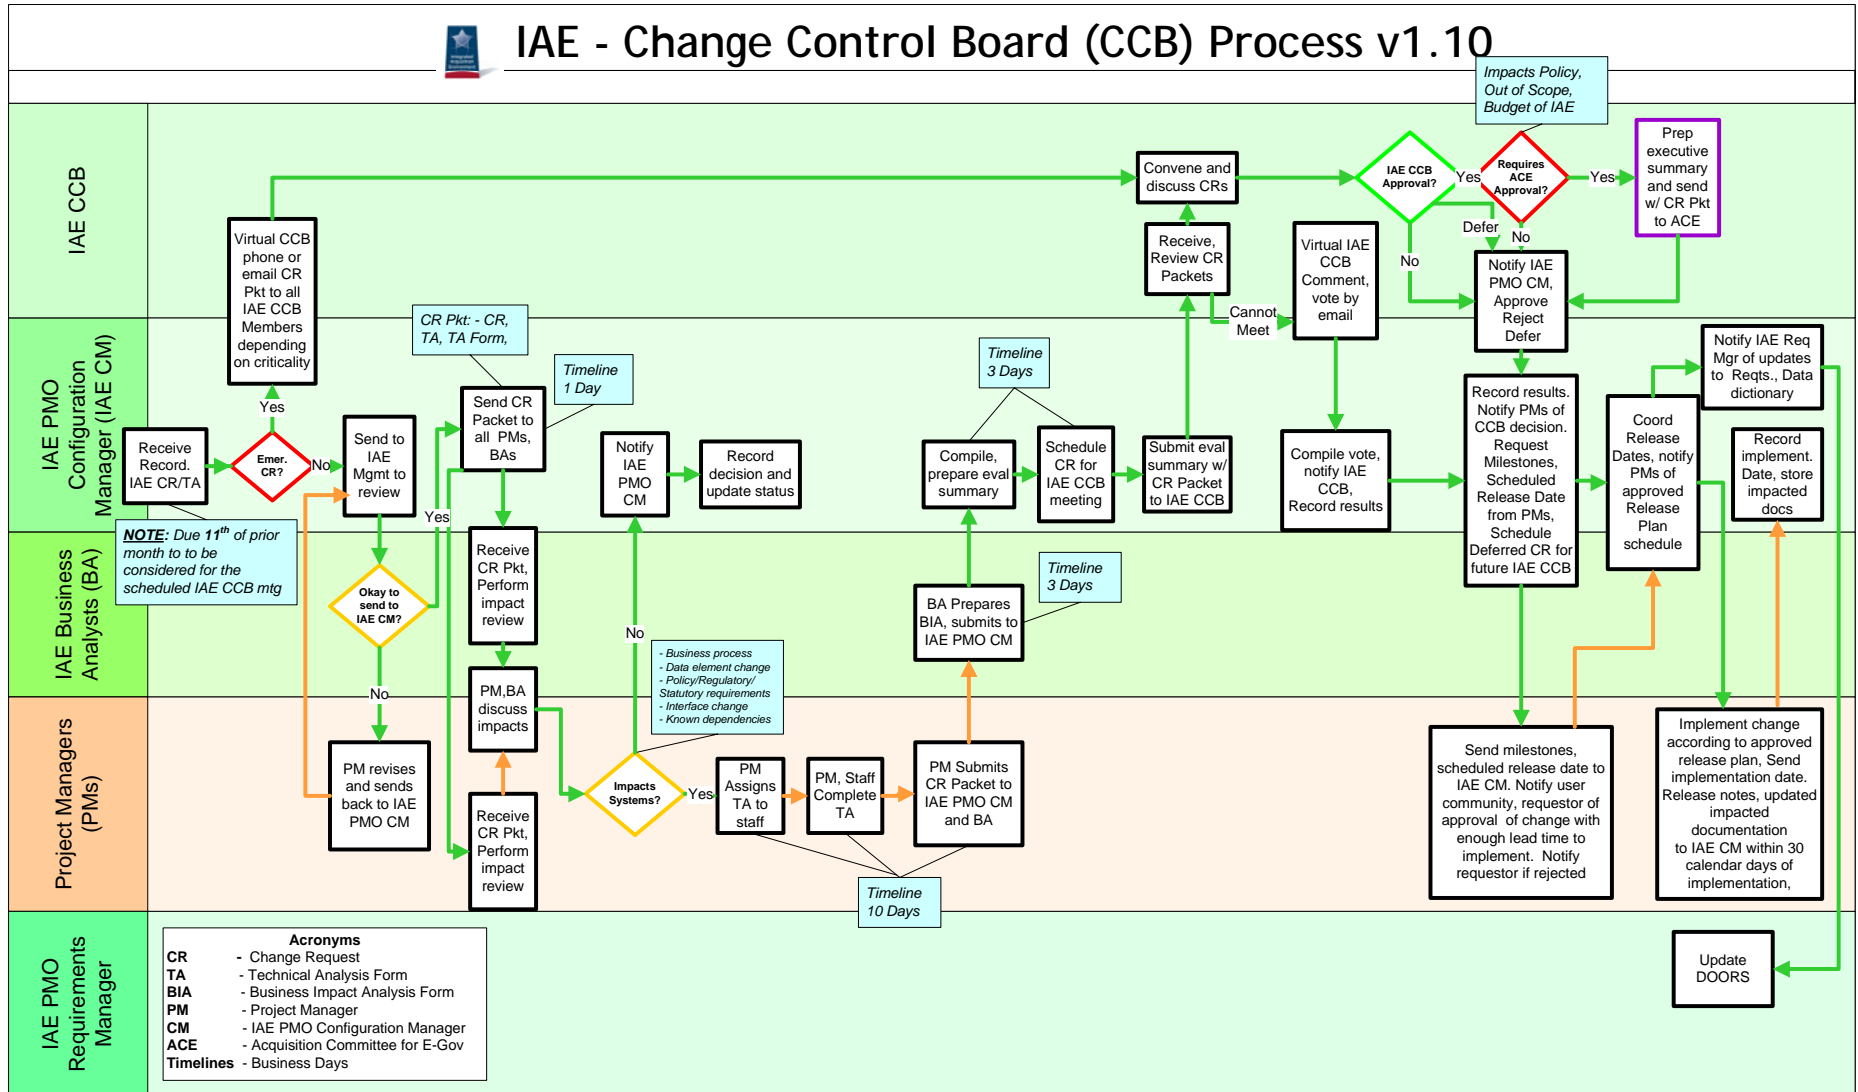 IAE - Change Control Board (CCB) Process v1.10
Integrated
Acquisition
Environment
Impacts Policy,
Out of Scope,
Budget of IAE
IAE CCB
Virtual CCB
phone or
email CR
Pkt to all
IAE CCB
Members
depending
on criticality
Convene and
discuss CRs
Receive,
Review CR
Packets
Cannot
Meet
Virtual IAE
CCB
Comment,
vote by
email
IAE CCB
Approval?
Yes
Defer
No
Requires
ACE
Approval?
Yes
No
Prep
executive
summary
and send
w/ CR Pkt
to ACE
Notify IAE
PMO CM,
Approve
Reject
Defer
IAE PMO
Configuration
Manager (IAE CM)
Receive
Record.
IAE CR/TA
Emer.
CR?
Yes
No
Send to
IAE
Mgmt to
review
NOTE: Due 11th of prior
month to to be
considered for the
scheduled IAE CCB mtg
CR Pkt: - CR,
TA, TA Form,
Timeline
1 Day
Send CR
Packet to
all PMs,
BAs
Yes
Notify
IAE
PMO
CM
Record
decision and
update status
Timeline
3 Days
Compile,
prepare eval
summary
Schedule
CR for
IAE CCB
meeting
Submit eval
summary w/
CR Packet
to IAE CCB
Compile vote,
notify IAE
CCB,
Record results
Record results.
Notify PMs of
CCB decision.
Request
Milestones,
Scheduled
Release Date
from PMs,
Schedule
Deferred CR for
future IAE CCB
Coord
Release
Dates, notify
PMs of
approved
Release
Plan
schedule
Notify IAE Req
Mgr of updates
to Reqts., Data
dictionary
Record
implement.
Date, store
impacted
docs
IAE Business
Analysts (BA)
Okay to
send to
IAE CM?
No
Receive
CR Pkt,
Perform
impact
review
PM,BA
discuss
impacts
No
- Business process
- Data element change
- Policy/Regulatory/
Statutory requirements
- Interface change
- Known dependencies
BA Prepares
BIA, submits to
IAE PMO CM
Timeline
3 Days
Project Managers
(PMs)
PM revises
and sends
back to IAE
PMO CM
Receive
CR Pkt,
Perform
impact
review
Impacts
Systems?
Yes
PM
Assigns
TA to
staff
PM, Staff
Complete
TA
PM Submits
CR Packet to
IAE PMO CM
and BA
Timeline
10 Days
Send milestones,
scheduled release date to
IAE CM. Notify user
community, requestor of
approval of change with
enough lead time to
implement. Notify
requestor if rejected
Implement change
according to approved
release plan, Send
implementation date.
Release notes, updated
impacted
documentation
to IAE CM within 30
calendar days of
implementation,
IAE PMO
Requirements
Manager
Acronyms
CR - Change Request
TA - Technical Analysis Form
BIA - Business Impact Analysis Form
PM - Project Manager
CM - IAE PMO Configuration Manager
ACE - Acquisition Committee for E-Gov
Timelines - Business Days
Update
DOORS